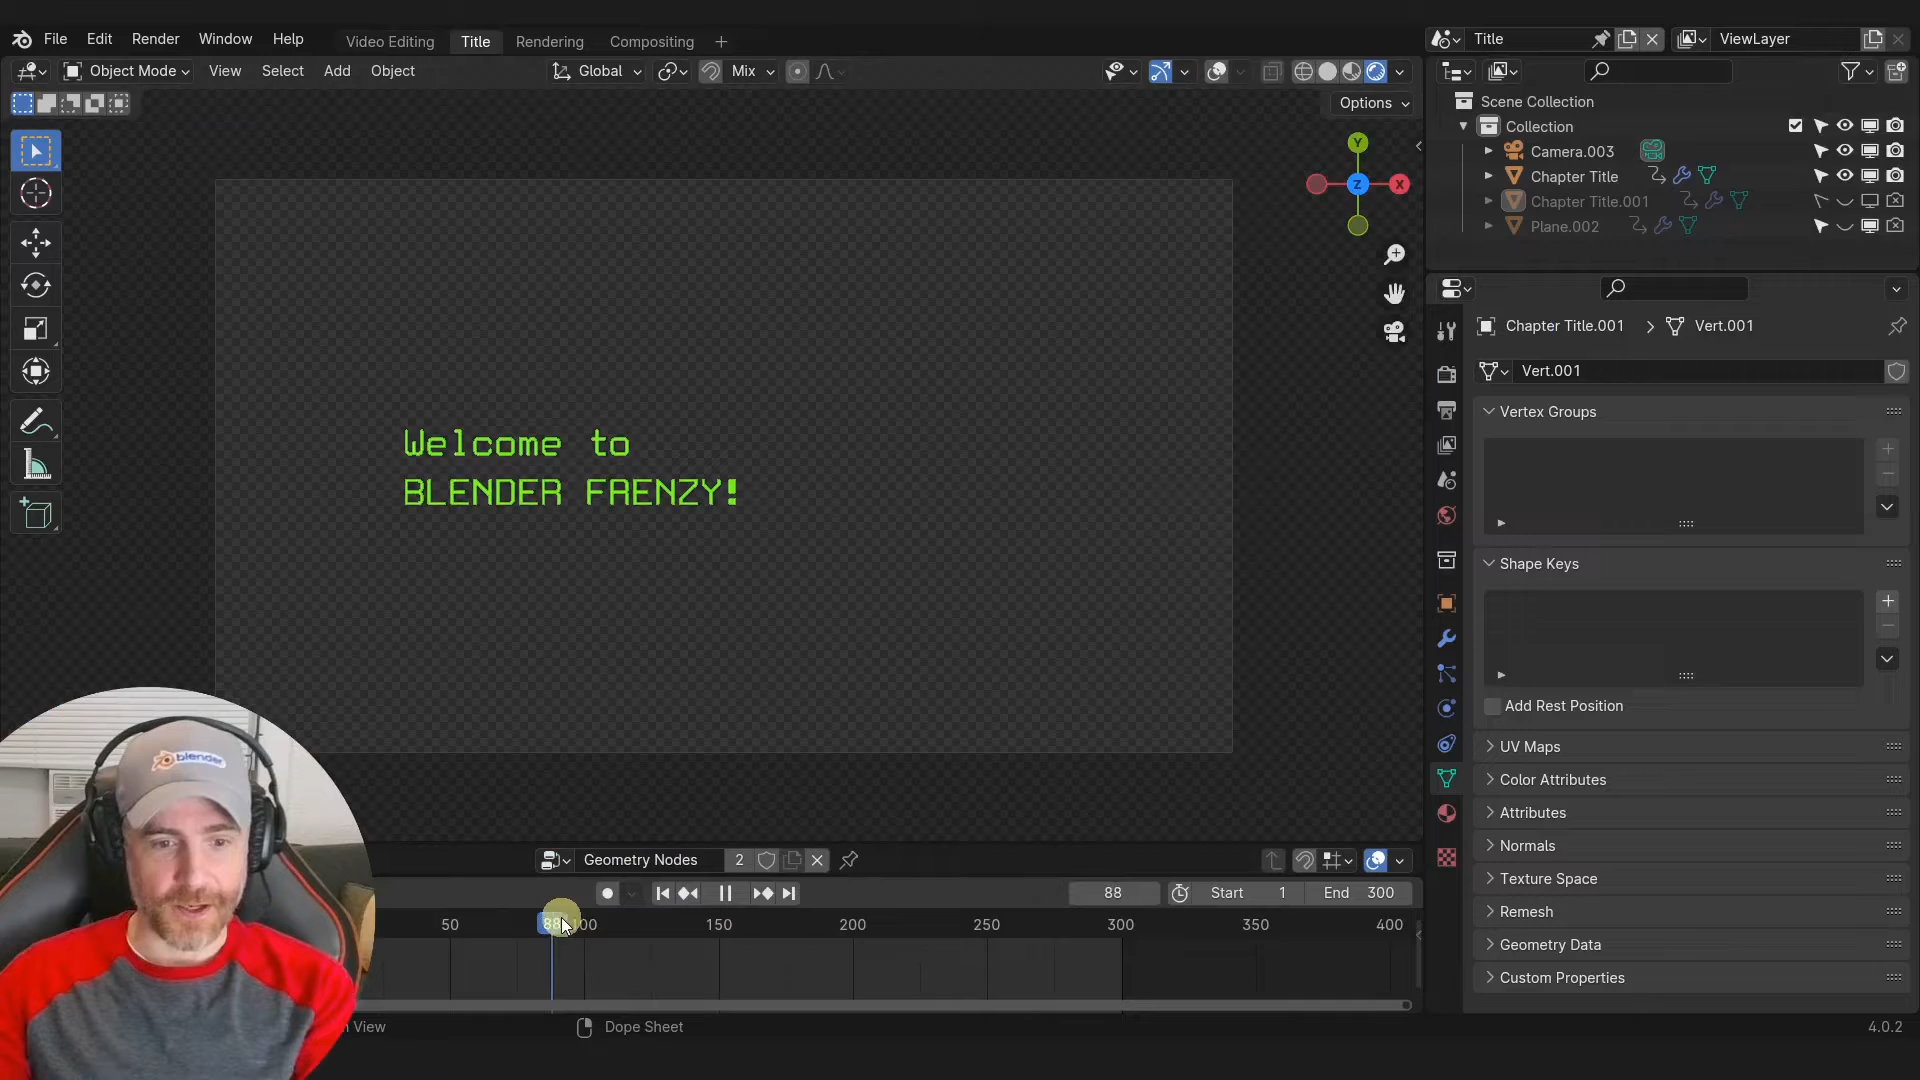 File Edit Render Window Help Video Editing Title Rendering Compositing + Title ViewLayer
Object Mode View Select Add Object Global Mix
Options
Scene Collection
Collection
Camera.003
Chapter Title
Chapter Title.001
Plane.002
Y
Z X
Chapter Title.001 > Vert.001
Vert.001
Vertex Groups
Shape Keys
Add Rest Position
UV Maps
Color Attributes
Attributes
Normals
Texture Space
Remesh
Geometry Data
Custom Properties
Welcome to
BLENDER FRENZY!
blender
Geometry Nodes 2
88 Start 1 End 300
50 88 100 150 200 250 300 350 400
View Dope Sheet 4.0.2